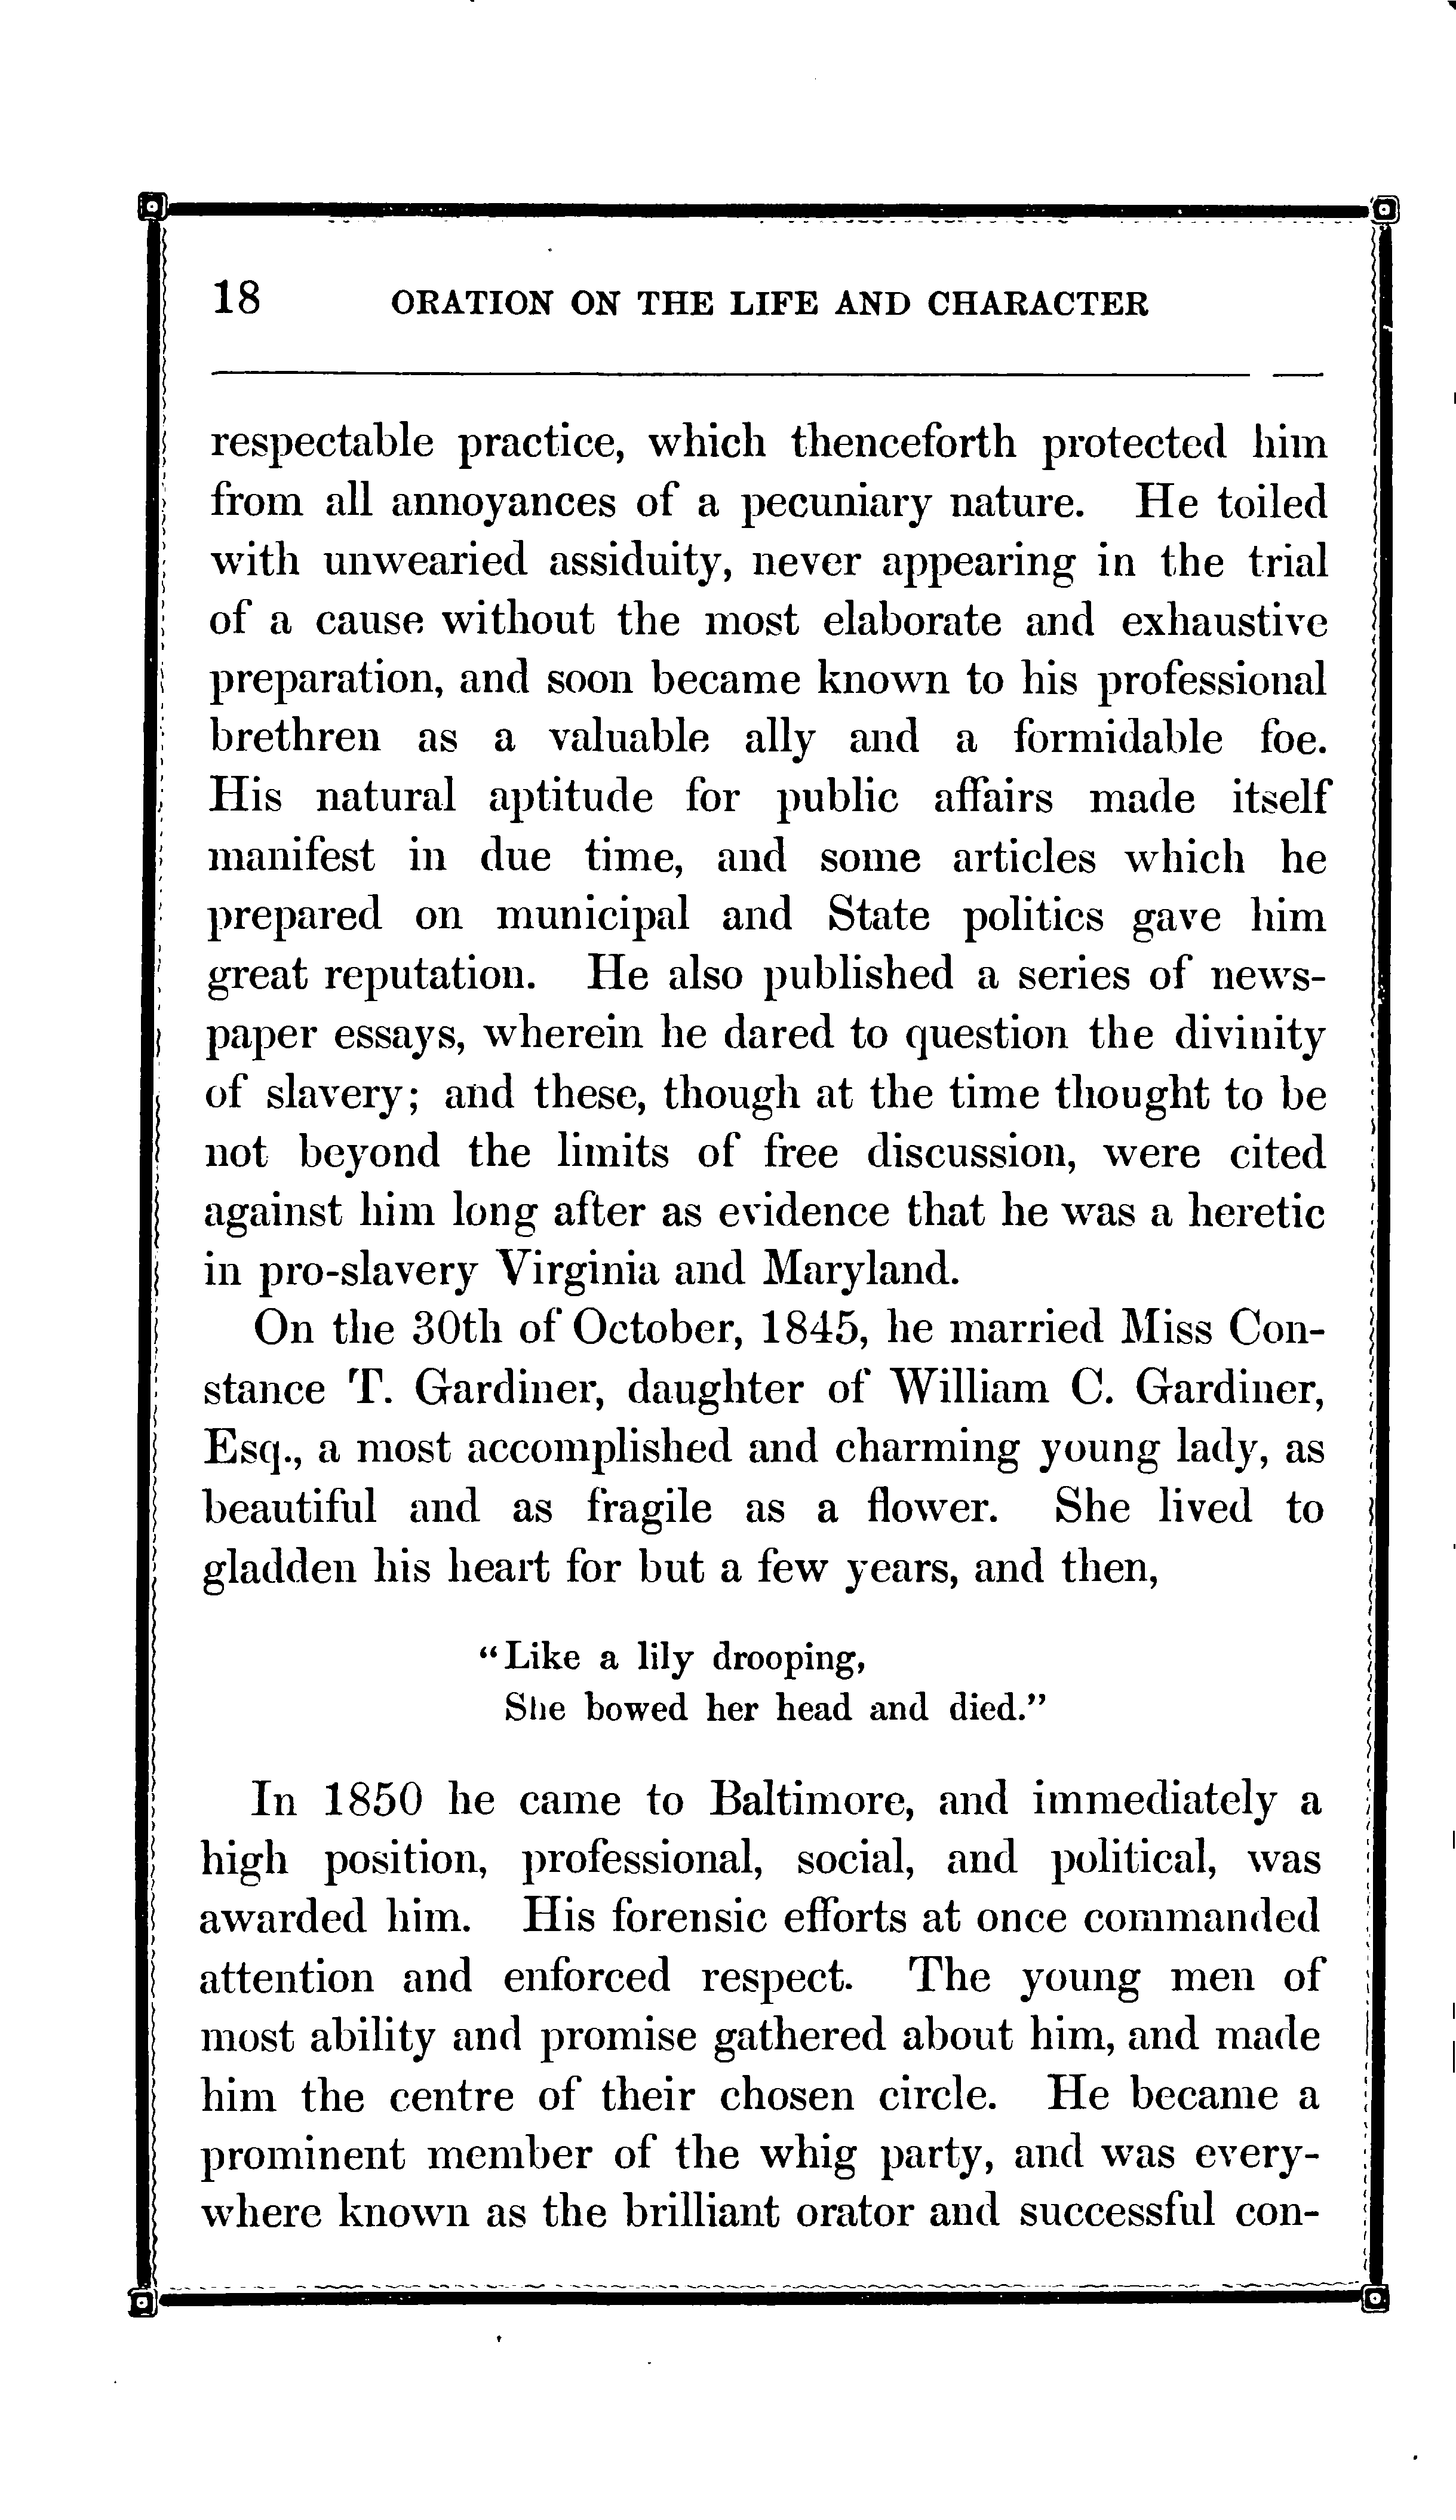 18 ORATION ON THE LIFE AND CHARACTER
respectable practice, which thenceforth protected him
from all annoyances of a pecuniary nature. He toiled
with unwearied assiduity, never appearing in the trial
of a cause without the most elaborate and exhaustive
preparation, and soon became known to his professional
brethren as a valuable ally and a formidable foe.
His natural aptitude for public affairs made itself
manifest in due time, and some articles which he
prepared on municipal and State politics gave him
great reputation. He also published a series of news-
paper essays, wherein he dared to question the divinity
of slavery; and these, though at the time thought to be
not beyond the limits of free discussion, were cited
against him long after as evidence that he was a heretic
in pro-slavery Virginia and Maryland.
On the 30th of October, 1845, he married Miss Con-
stance T. Gardiner, daughter of William C. Gardiner,
Esq., a most accomplished and charming young lady, as
beautiful and as fragile as a flower. She lived to
gladden his heart for but a few years, and then,
"Like a lily drooping,
She bowed her head and died."
In 1850 he came to Baltimore, and immediately a
high position, professional, social, and political, was
awarded him. His forensic efforts at once commanded
attention and enforced respect. The young men of
most ability and promise gathered about him, and made
him the centre of their chosen circle. He became a
prominent member of the whig party, and was every-
where known as the brilliant orator and successful con-